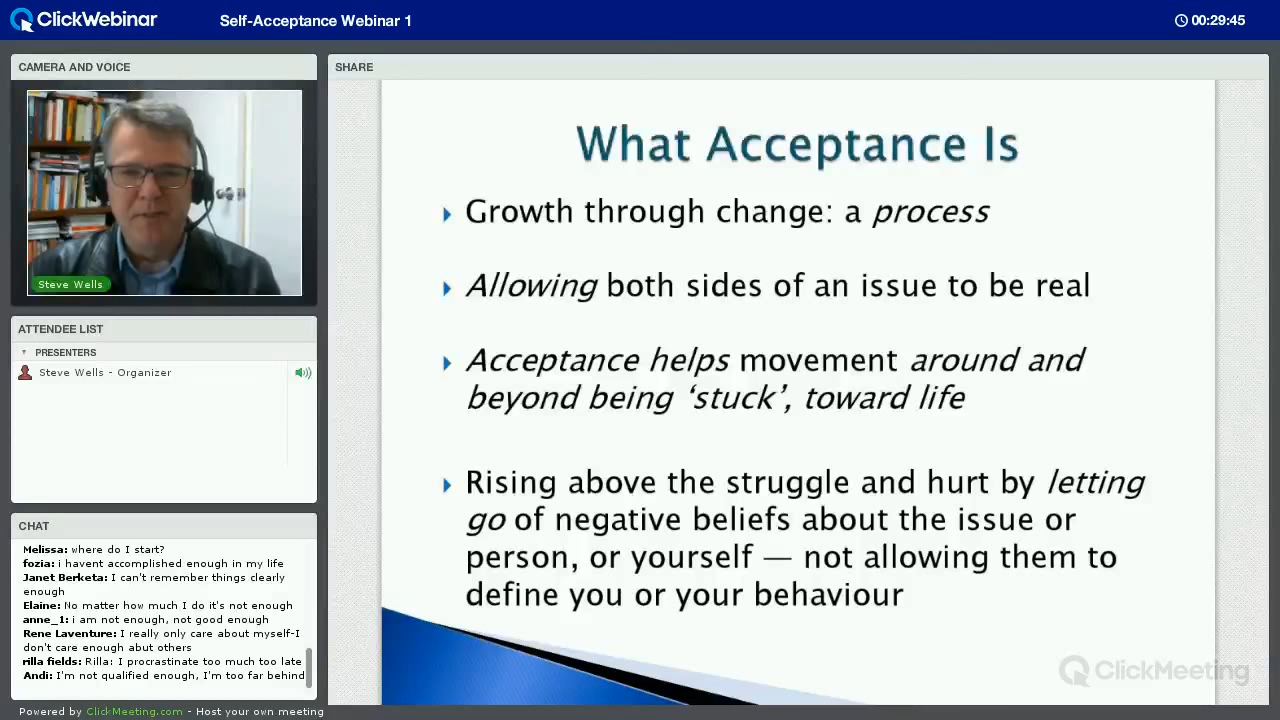 ClickWebinar
Self-Acceptance Webinar 1
00:29:45
CAMERA AND VOICE
Steve Wells
ATTENDEE LIST
PRESENTERS
Steve Wells - Organizer
CHAT
Melissa: where do I start?
fozia: i havent accomplished enough in my life
Janet Berketa: I can't remember things clearly
enough
Elaine: No matter how much I do it's not enough
anne_1: i am not enough, not good enough
Rene Laventure: I really only care about myself-I
don't care enough abut others
rilla fields: Rilla: I procrastinate too much too late
Andi: I'm not qualified enough, I'm too far behind
SHARE
What Acceptance Is
Growth through change: a process
Allowing both sides of an issue to be real
Acceptance helps movement around and
beyond being ‘stuck’, toward life
Rising above the struggle and hurt by letting
go of negative beliefs about the issue or
person, or yourself — not allowing them to
define you or your behaviour
ClickMeeting
Powered by ClickMeeting.com - Host your own meeting